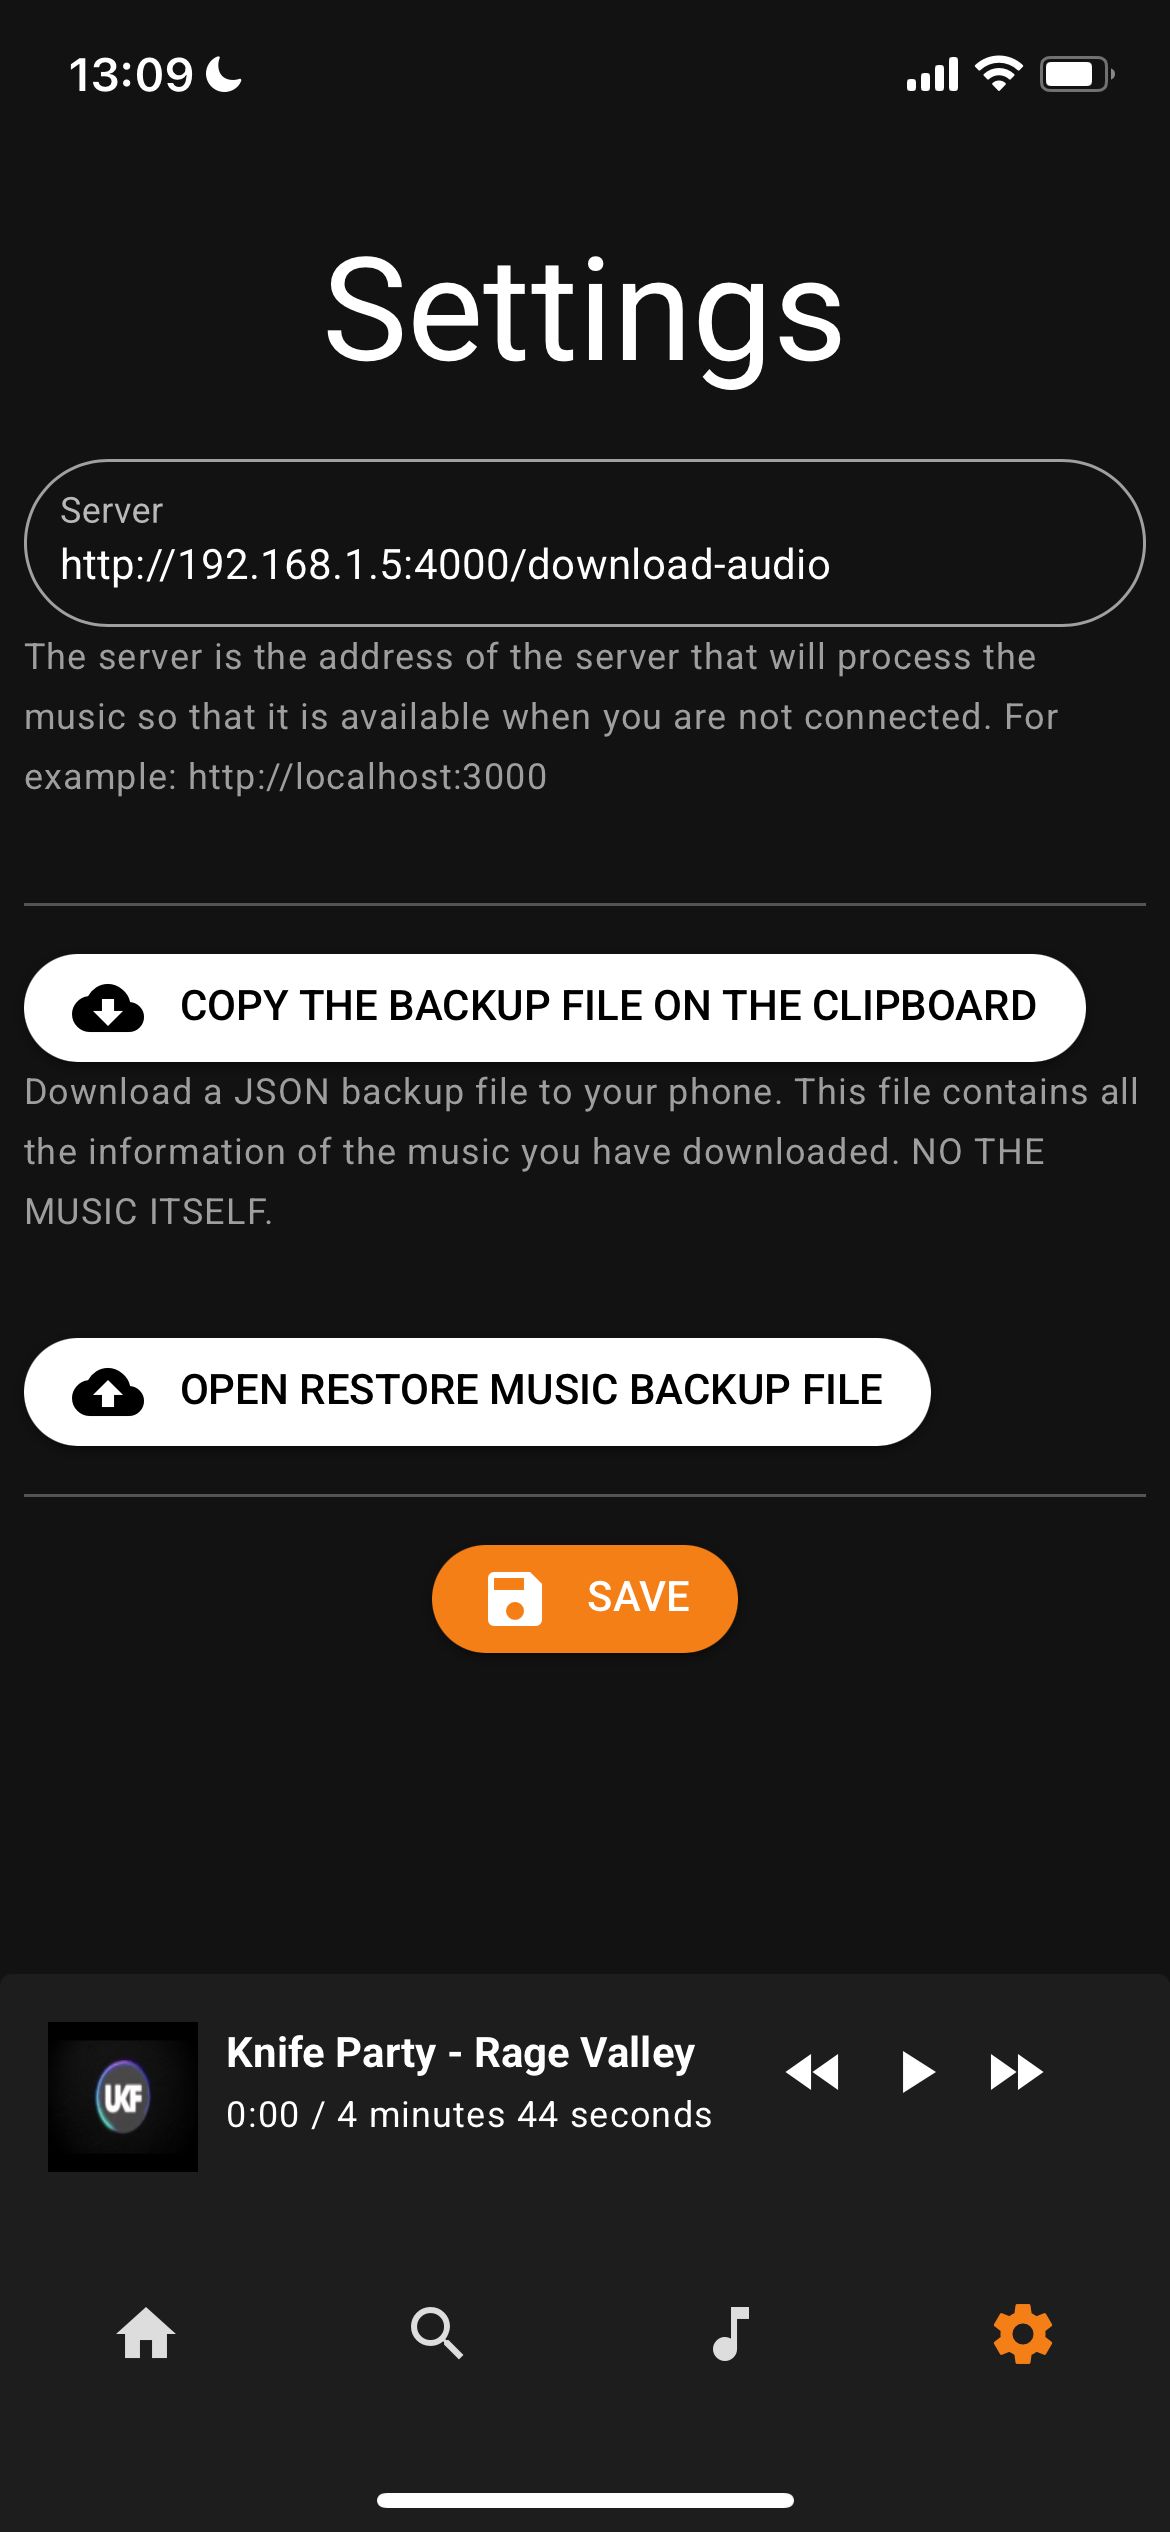 13:09
Settings
Server
http://192.168.1.5:4000/download-audio
The server is the address of the server that will process the
music so that it is available when you are not connected. For
example: http://localhost:3000
COPY THE BACKUP FILE ON THE CLIPBOARD
Download a JSON backup file to your phone. This file contains all
the information of the music you have downloaded. NO THE
MUSIC ITSELF.
OPEN RESTORE MUSIC BACKUP FILE
SAVE
UKF
Knife Party - Rage Valley
0:00 / 4 minutes 44 seconds